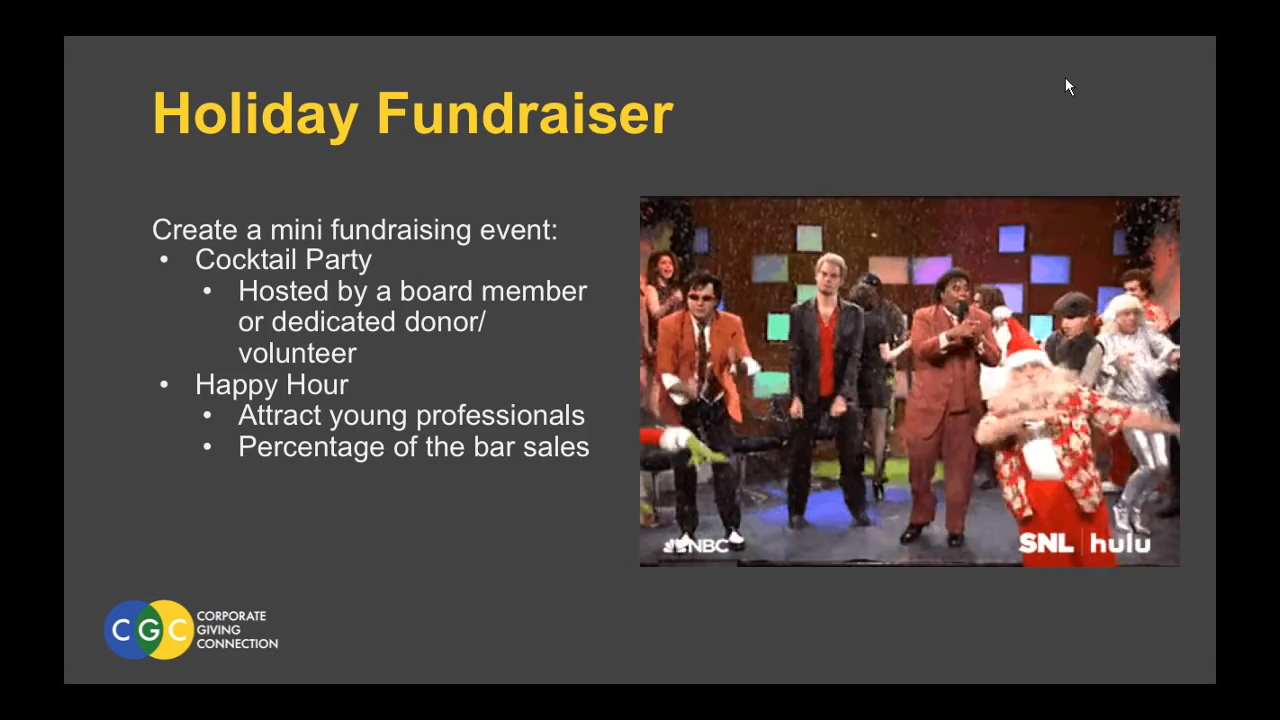 Holiday Fundraiser
Create a mini fundraising event:
• Cocktail Party
• Hosted by a board member
or dedicated donor/
volunteer
• Happy Hour
• Attract young professionals
• Percentage of the bar sales
NBC
SNL | hulu
CGC
CORPORATE
GIVING
CONNECTION